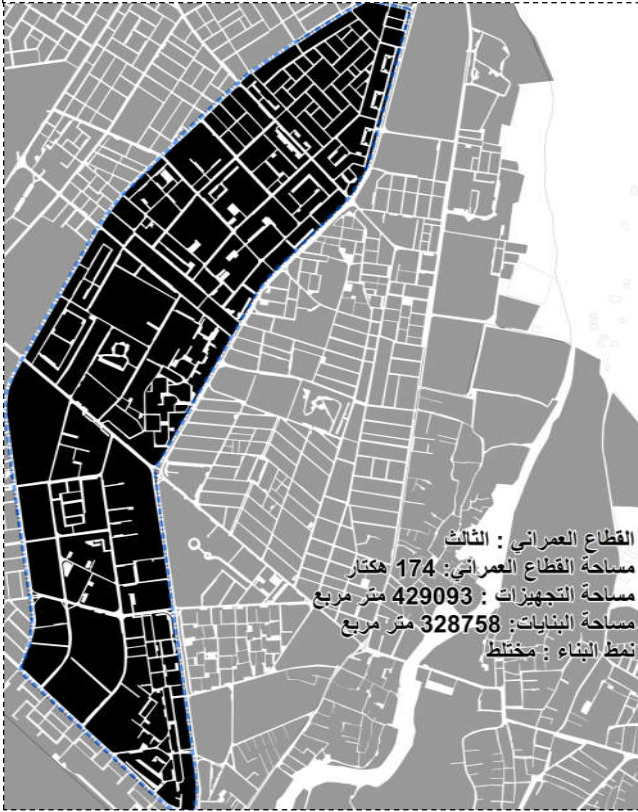 القطاع العمراني : الثالث
مساحة القطاع العمراني: 174 هكتار
مساحة التجهيزات : 429093 متر مربع
مساحة البنايات: 328758 متر مربع
نمط البناء : مختلط